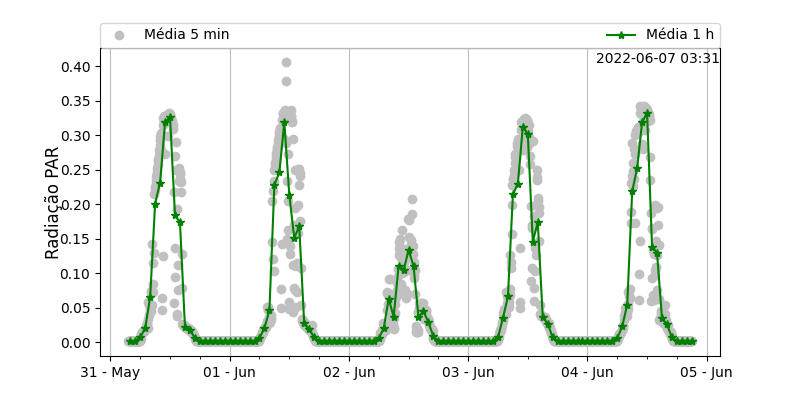 Média 5 min
Média 1 h
2022-06-07 03:31
Radiação PAR
0.40
0.35
0.30
0.25
0.20
0.15
0.10
0.05
0.00
31 - May
01 - Jun
02 - Jun
03 - Jun
04 - Jun
05 - Jun